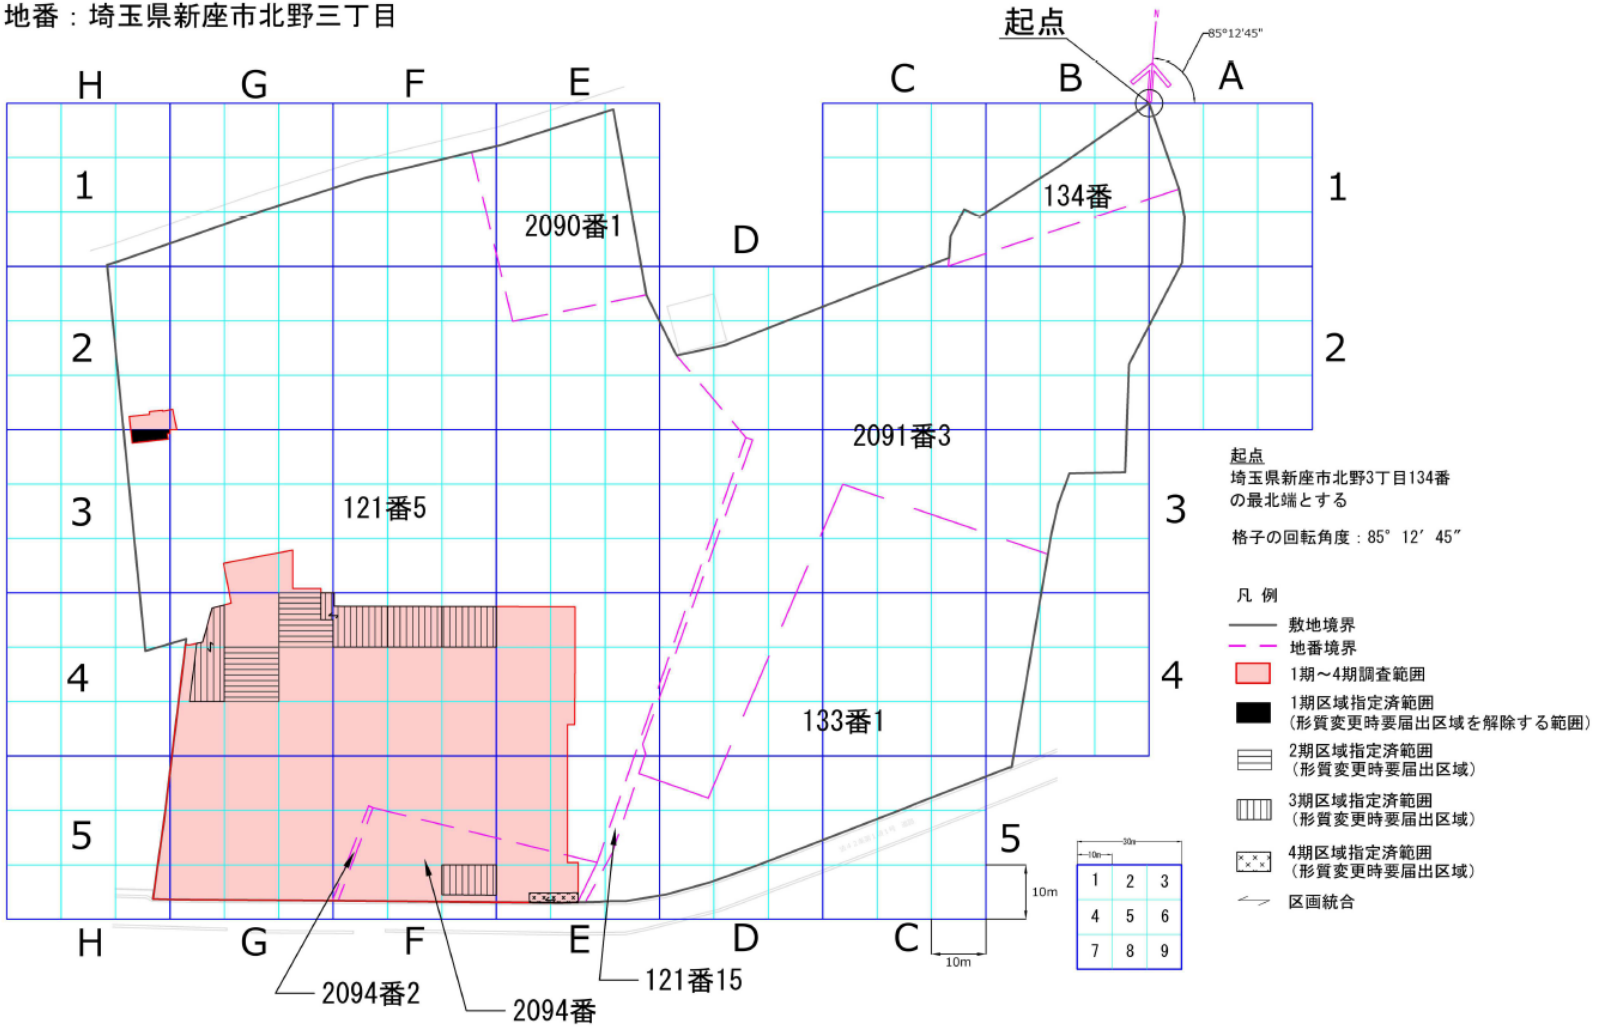 地番：埼玉県新座市北野三丁目
起点
N
85°12'45"
H
G
F
E
C
B
A
1
2090番1
134番
1
D
2
2
2091番3
3
121番5
3
起点
埼玉県新座市北野3丁目134番
の最北端とする
格子の回転角度：85° 12′ 45″
凡 例
敷地境界
地番境界
1期～4期調査範囲
1期区域指定済範囲
(形質変更時要届出区域を解除する範囲)
2期区域指定済範囲
(形質変更時要届出区域)
3期区域指定済範囲
(形質変更時要届出区域)
4期区域指定済範囲
(形質変更時要届出区域)
区画統合
4
133番1
4
5
5
30m
10m
1 2 3
4 5 6
7 8 9
10m
10m
H
G
F
E
D
C
2094番2
2094番
121番15